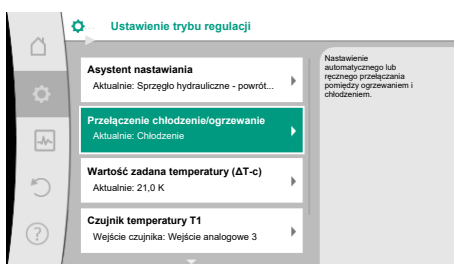 Ustawienie trybu regulacji
Asystent nastawiania
Aktualnie: Sprzęgło hydrauliczne - powrót...
Przełączenie chłodzenie/ogrzewanie
Aktualnie: Chłodzenie
Wartość zadana temperatury (ΔT-c)
Aktualnie: 21,0 K
Czujnik temperatury T1
Wejście czujnika: Wejście analogowe 3
Nastawienie
automatycznego lub
ręcznego przełączania
pomiędzy ogrzewaniem i
chłodzeniem.
?